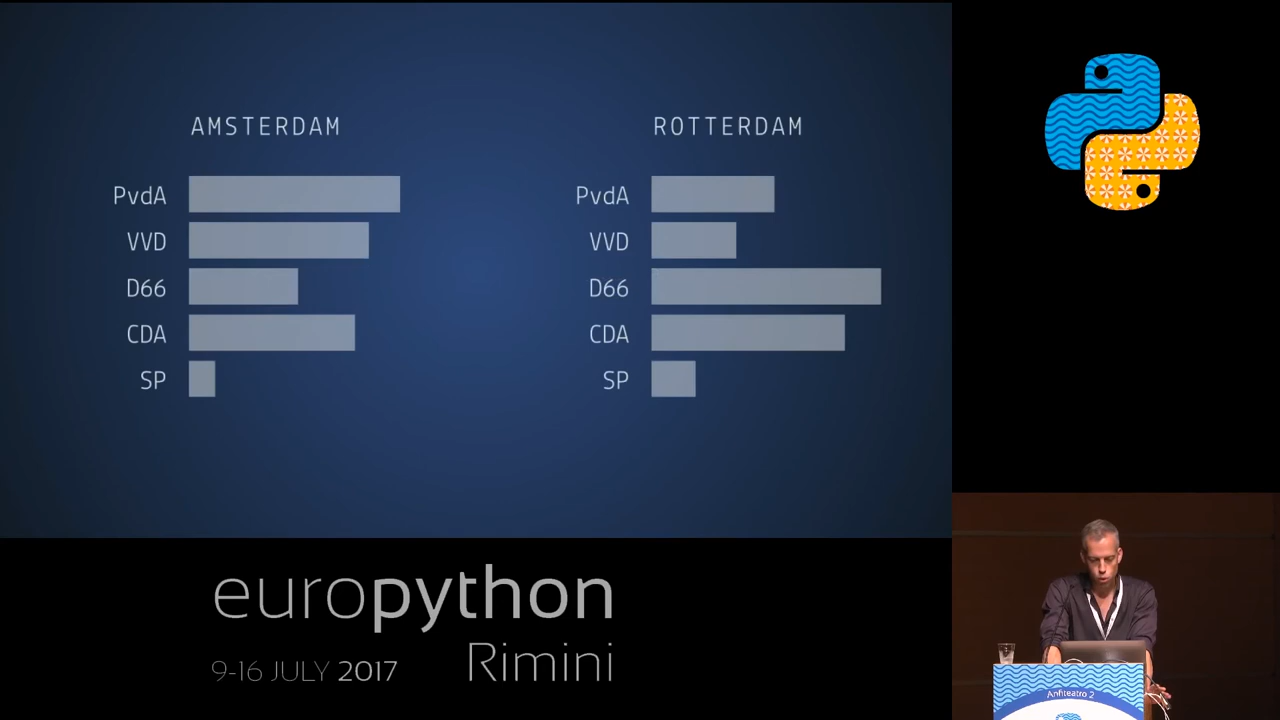 AMSTERDAM
PvdA
VVD
D66
CDA
SP
ROTTERDAM
PvdA
VVD
D66
CDA
SP
europython
9-16 JULY 2017
Rimini
Anfiteatro 2